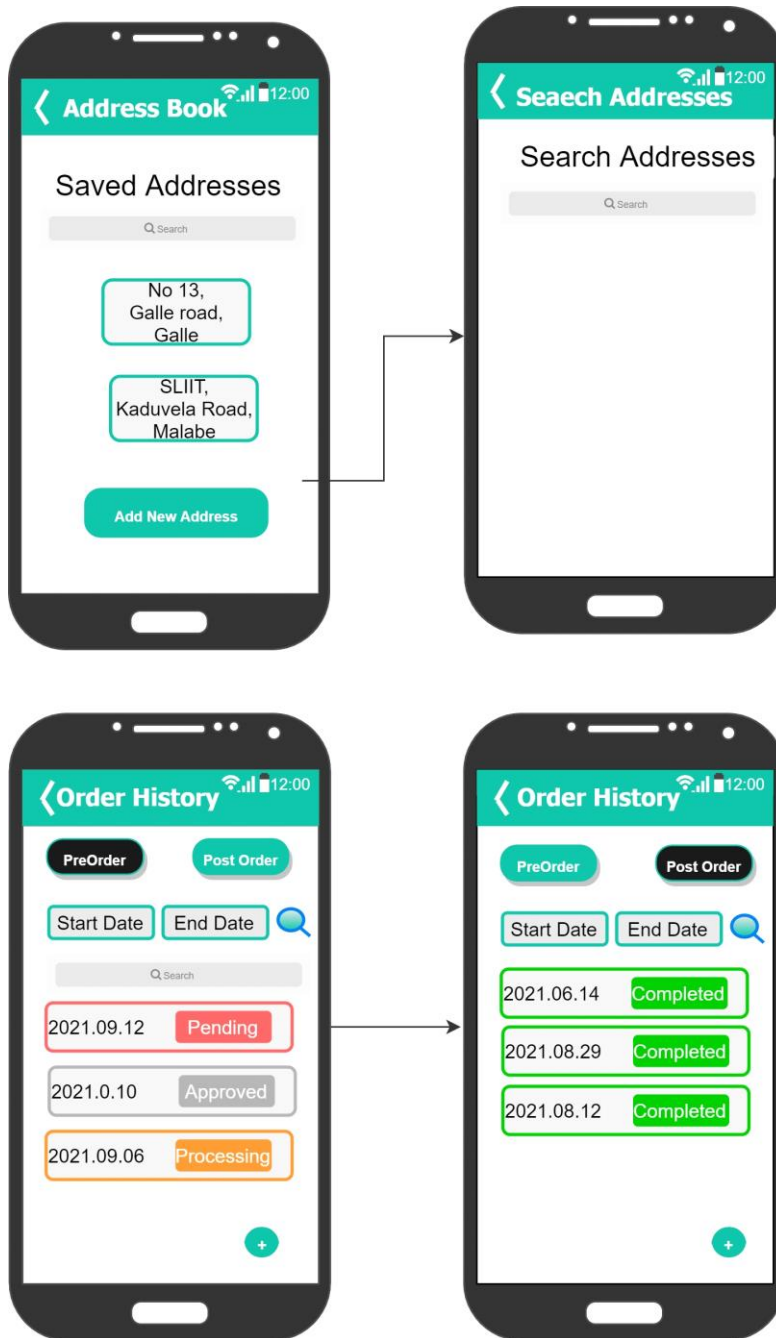 12:00
Address Book
Saved Addresses
Search
No 13,
Galle road,
Galle
SLIIT,
Kaduvela Road,
Malabe
Add New Address
12:00
Seaech Addresses
Search Addresses
Search
12:00
Order History
PreOrder Post Order
Start Date End Date
Search
2021.09.12 Pending
2021.0.10 Approved
2021.09.06 Processing
+
12:00
Order History
PreOrder Post Order
Start Date End Date
2021.06.14 Completed
2021.08.29 Completed
2021.08.12 Completed
+